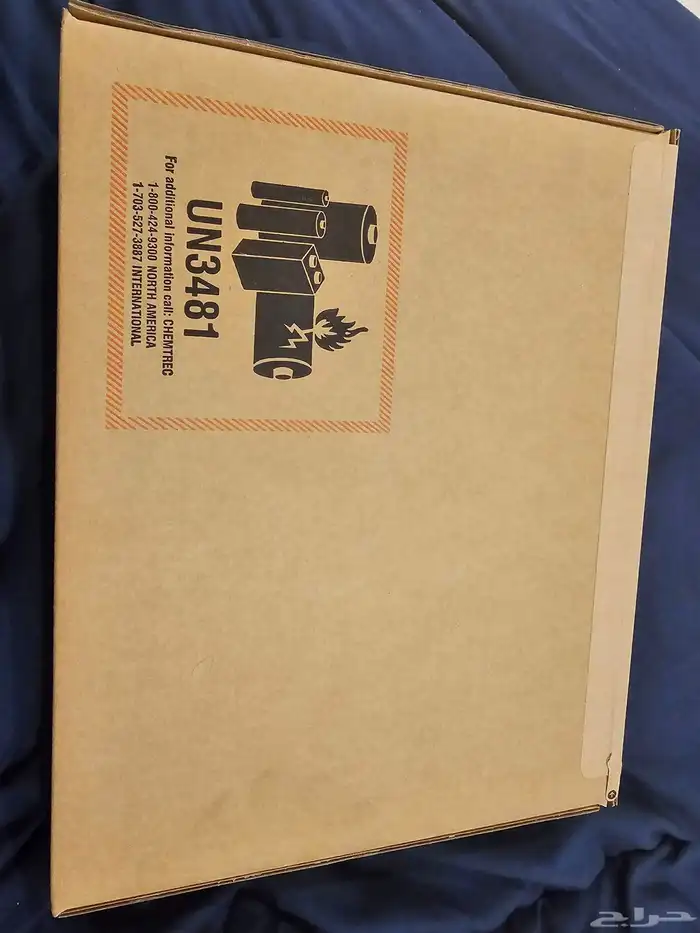 UN3481
For additional information call: CHEMTREC
1-800-424-9300 NORTH AMERICA
1-703-527-3887 INTERNATIONAL
حراج